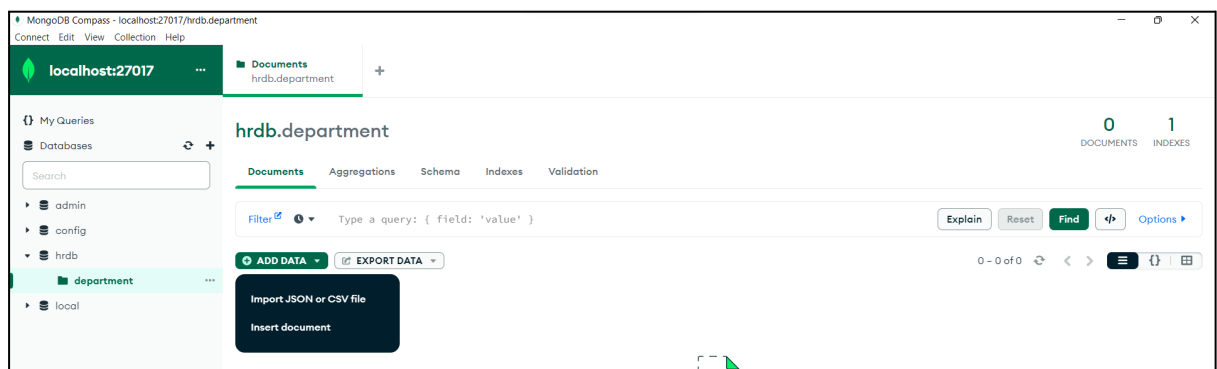 MongoDB Compass - localhost:27017/hrdb.department
Connect Edit View Collection Help
localhost:27017 ...
Documents
hrdb.department
+
{} My Queries
Databases
+
Search
admin
config
hrdb
department ...
local
hrdb.department
0
DOCUMENTS
1
INDEXES
Documents Aggregations Schema Indexes Validation
Filter Type a query: { field: 'value' }
Explain Reset Find </> Options
ADD DATA EXPORT DATA
0 – 0 of 0 < > {}
Import JSON or CSV file
Insert document